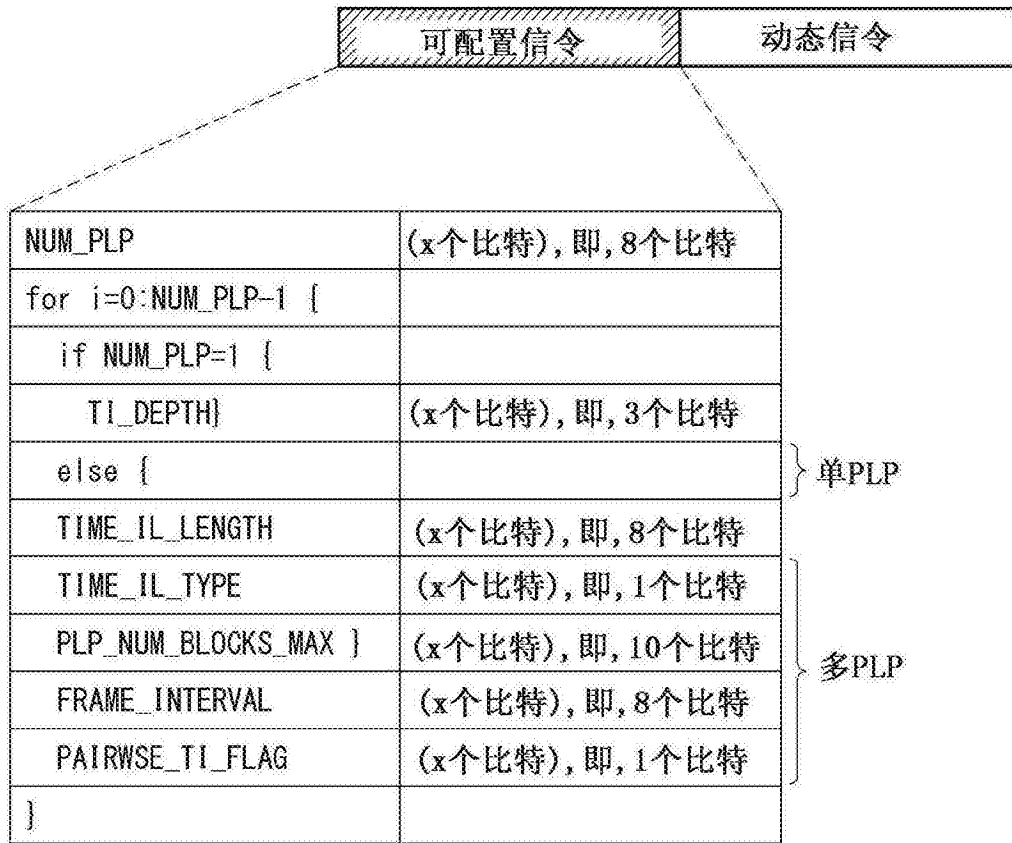 可配置信令 动态信令
NUM_PLP (x个比特),即,8个比特
for i=0:NUM_PLP-1 {
if NUM_PLP=1 {
TI_DEPTH} (x个比特),即,3个比特
else { 单PLP
TIME_IL_LENGTH (x个比特),即,8个比特
TIME_IL_TYPE (x个比特),即,1个比特
PLP_NUM_BLOCKS_MAX } (x个比特),即,10个比特
多PLP
FRAME_INTERVAL (x个比特),即,8个比特
PAIRWSE_TI_FLAG (x个比特),即,1个比特
}